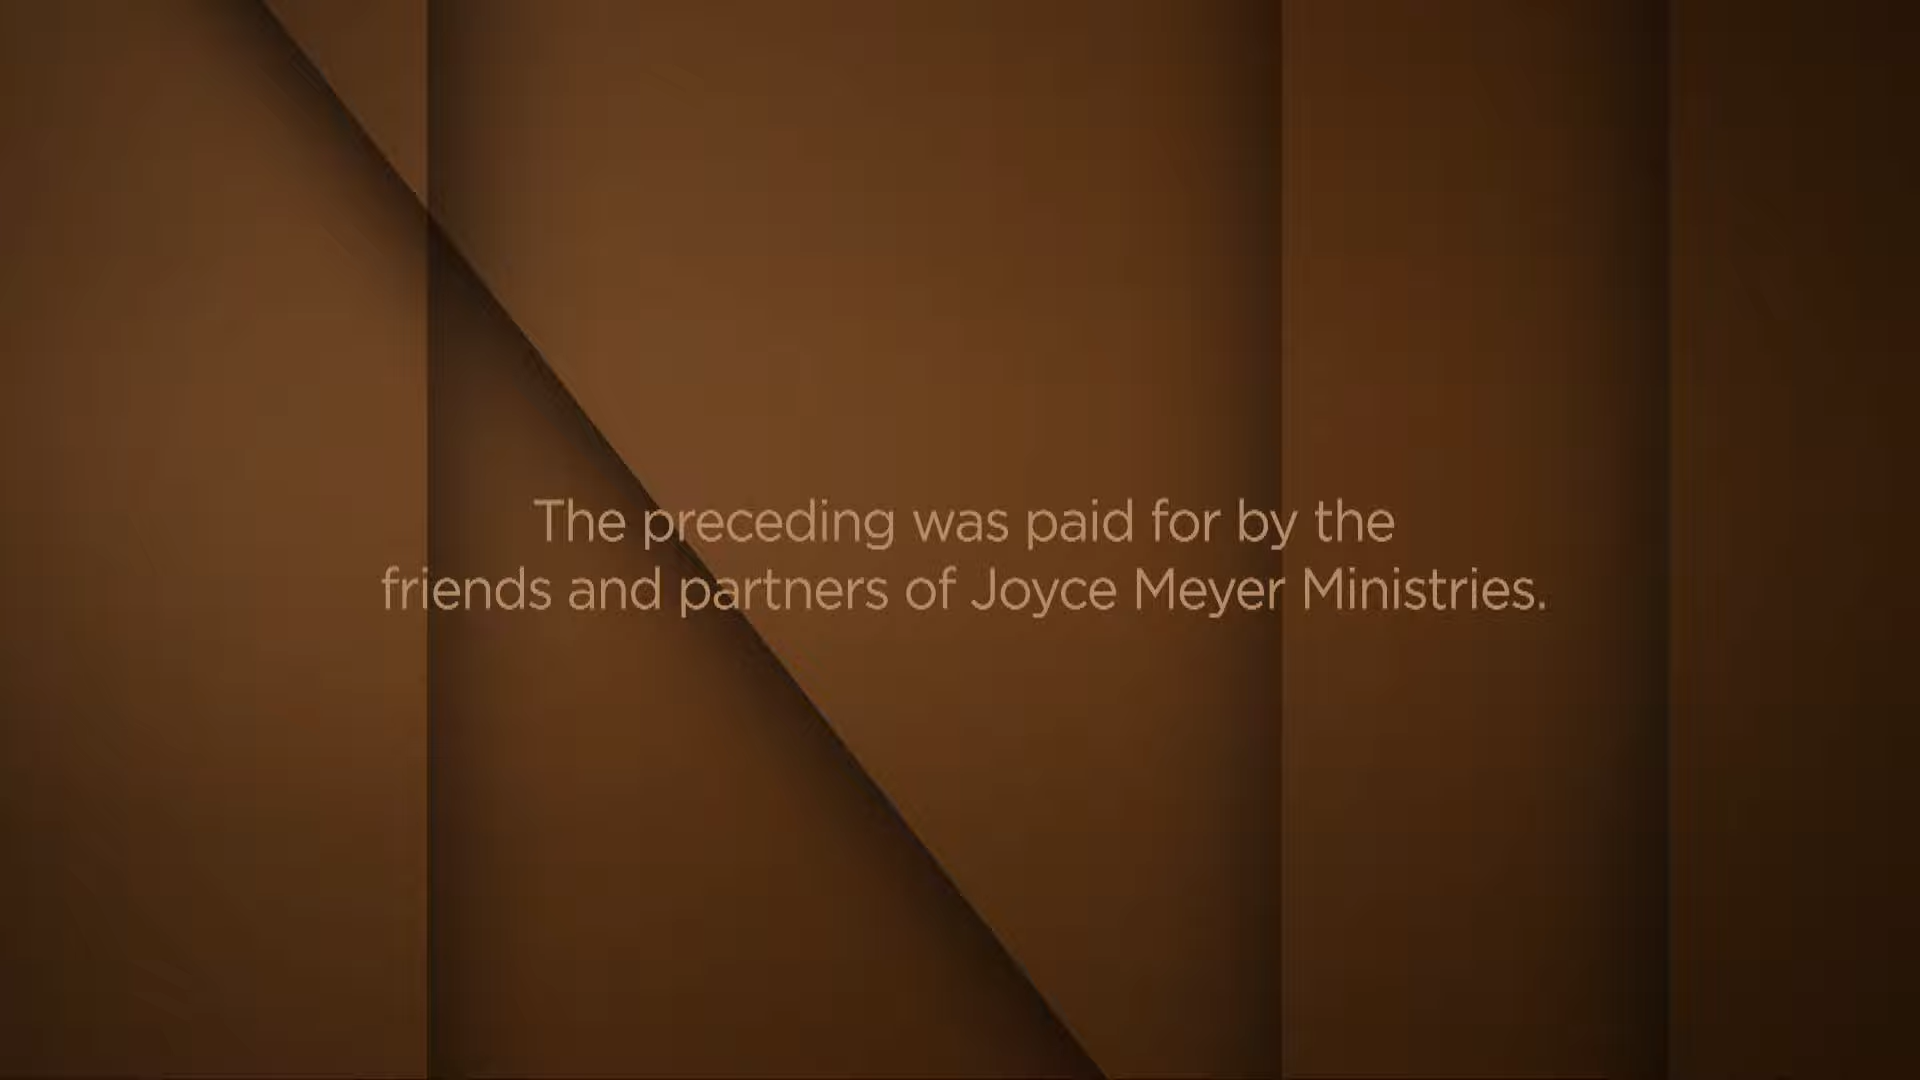 The preceding was paid for by the
friends and partners of Joyce Meyer Ministries.